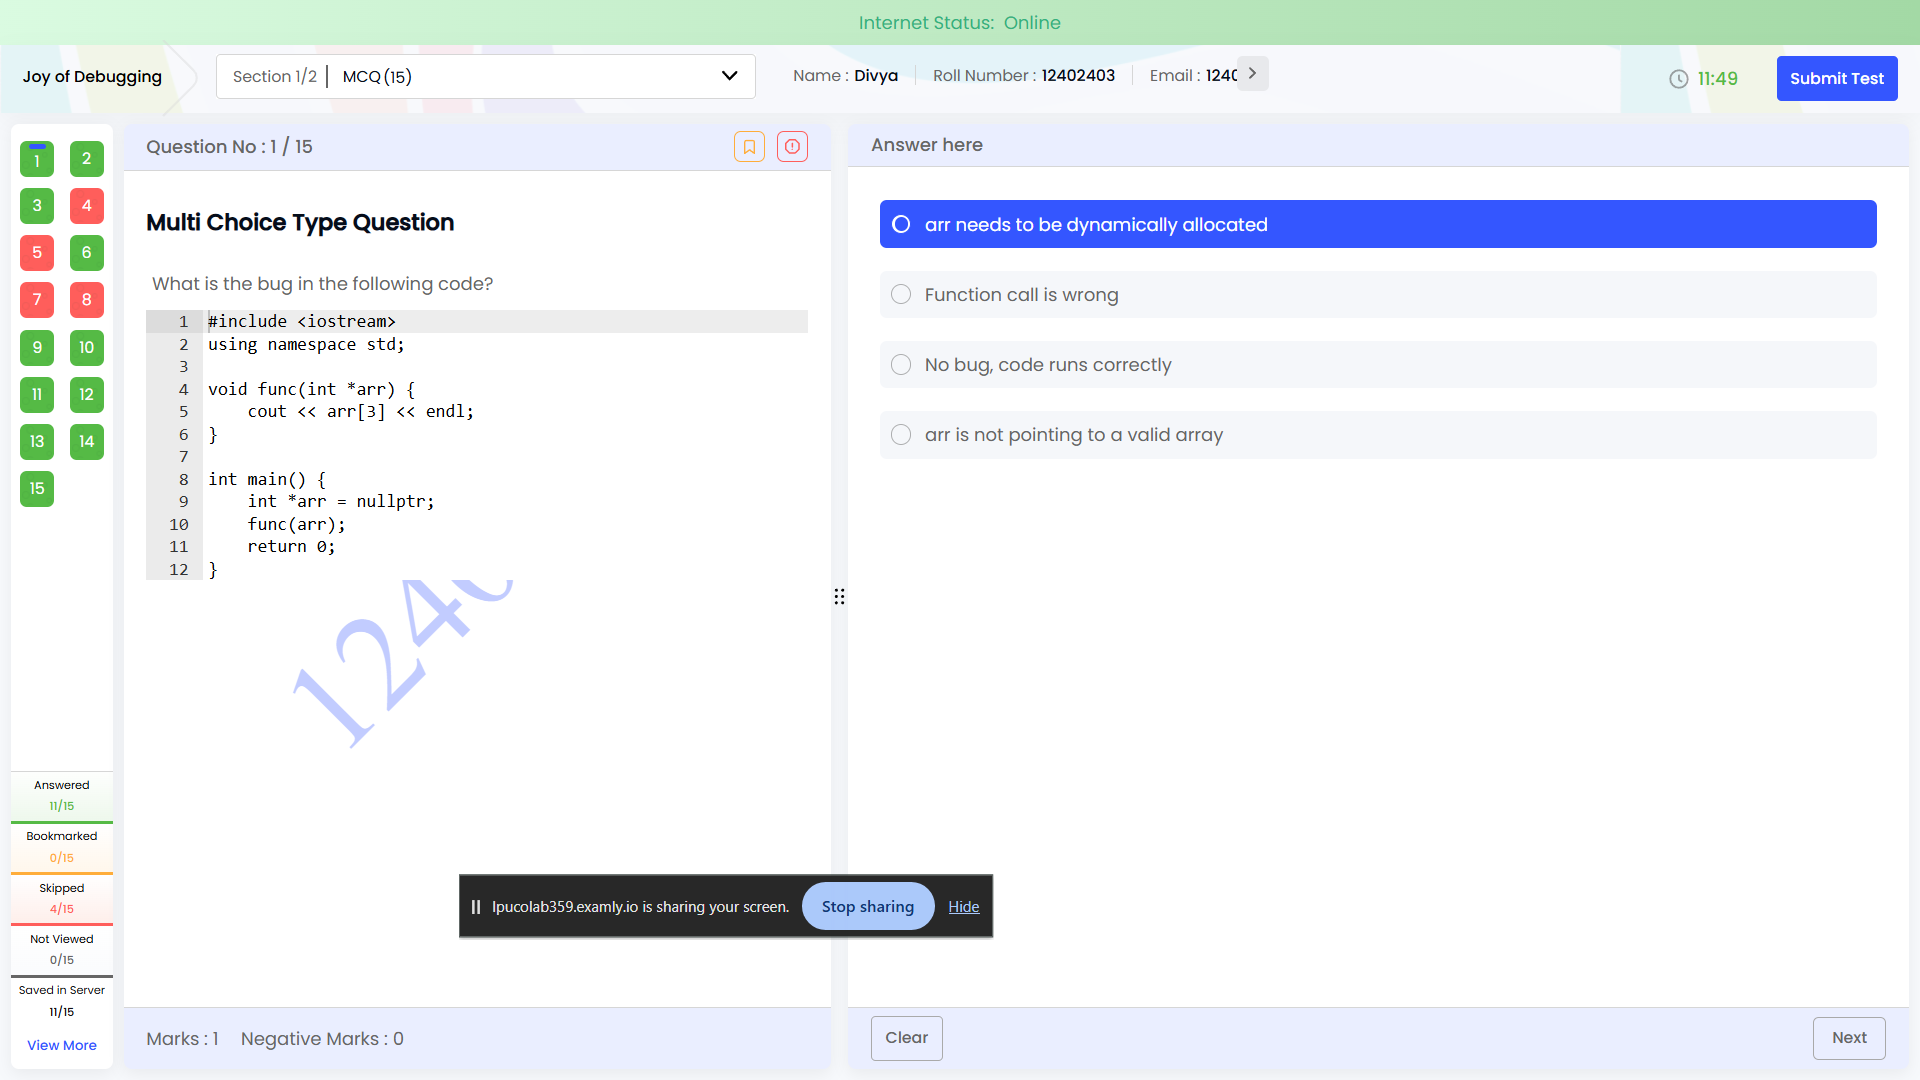 Internet Status: Online
Joy of Debugging
Section 1/2 | MCQ (15)
Name : Divya
Roll Number : 12402403
Email : 1240
11:49
Submit Test
1 2
3 4
5 6
7 8
9 10
11 12
13 14
15
Answered
11/15
Bookmarked
0/15
Skipped
4/15
Not Viewed
0/15
Saved in Server
11/15
View More
Question No : 1 / 15
Multi Choice Type Question
What is the bug in the following code?
1 #include <iostream>
2 using namespace std;
3
4 void func(int *arr) {
5     cout << arr[3] << endl;
6 }
7
8 int main() {
9     int *arr = nullptr;
10     func(arr);
11     return 0;
12 }
1240
Marks : 1 Negative Marks : 0
Answer here
arr needs to be dynamically allocated
Function call is wrong
No bug, code runs correctly
arr is not pointing to a valid array
lpucolab359.examly.io is sharing your screen.
Stop sharing
Hide
Clear
Next